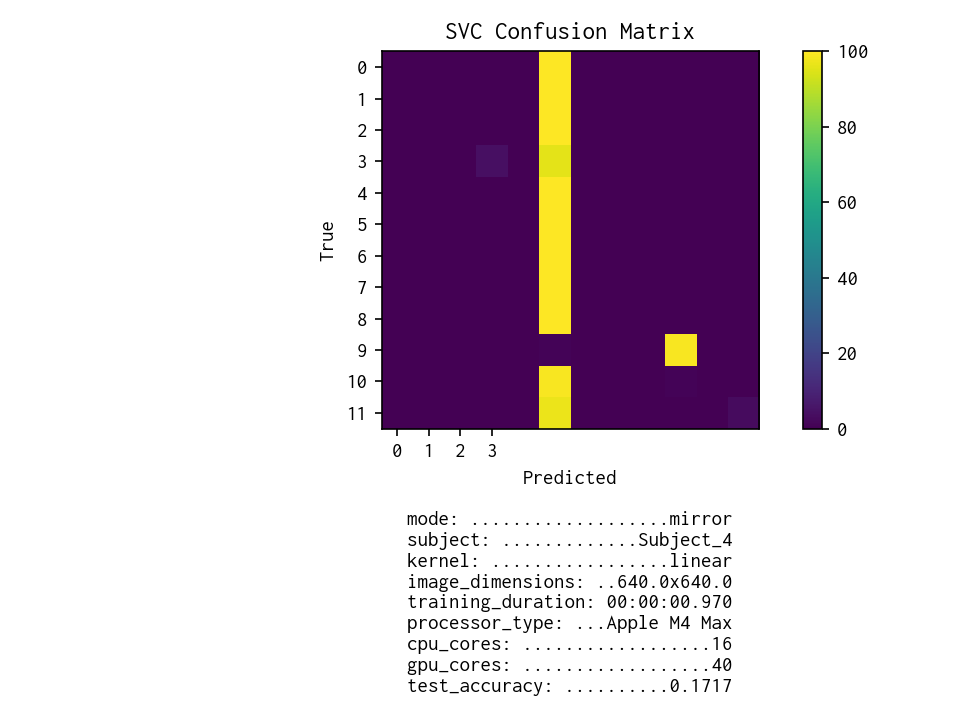 SVC Confusion Matrix
True
0
1
2
3
4
5
6
7
8
9
10
11
0 1 2 3
Predicted
100
80
60
40
20
0
mode: ...................mirror
subject: .............Subject_4
kernel: .................linear
image_dimensions: ..640.0x640.0
training_duration: 00:00:00.970
processor_type: ...Apple M4 Max
cpu_cores: ..................16
gpu_cores: ..................40
test_accuracy: ..........0.1717